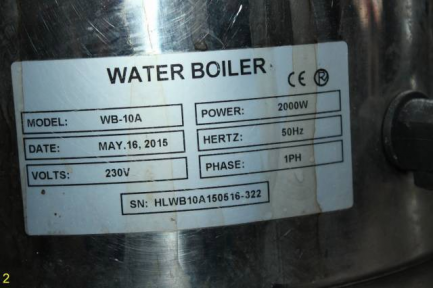 WATER BOILER CE ®
MODEL: WB-10A
POWER: 2000W
DATE: MAY.16, 2015
HERTZ: 50Hz
VOLTS: 230V
PHASE: 1PH
SN: HLWB10A150516-322
2